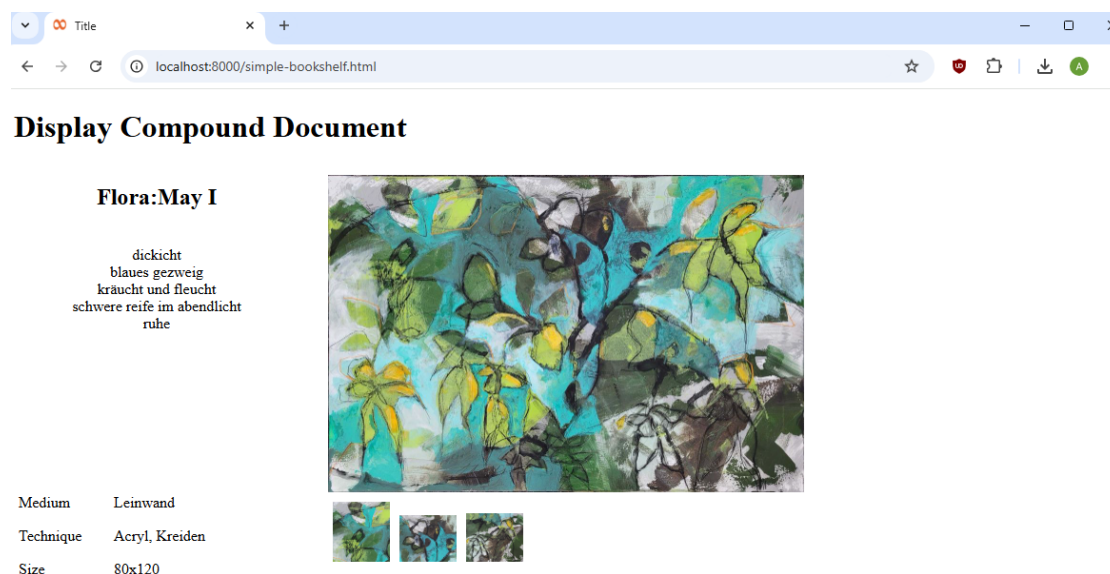 Title
localhost:8000/simple-bookshelf.html
A
Display Compound Document
Flora:May I
dickicht
blaues gezweig
kräucht und fleucht
schwere reife im abendlicht
ruhe
Medium Leinwand
Technique Acryl, Kreiden
Size 80x120